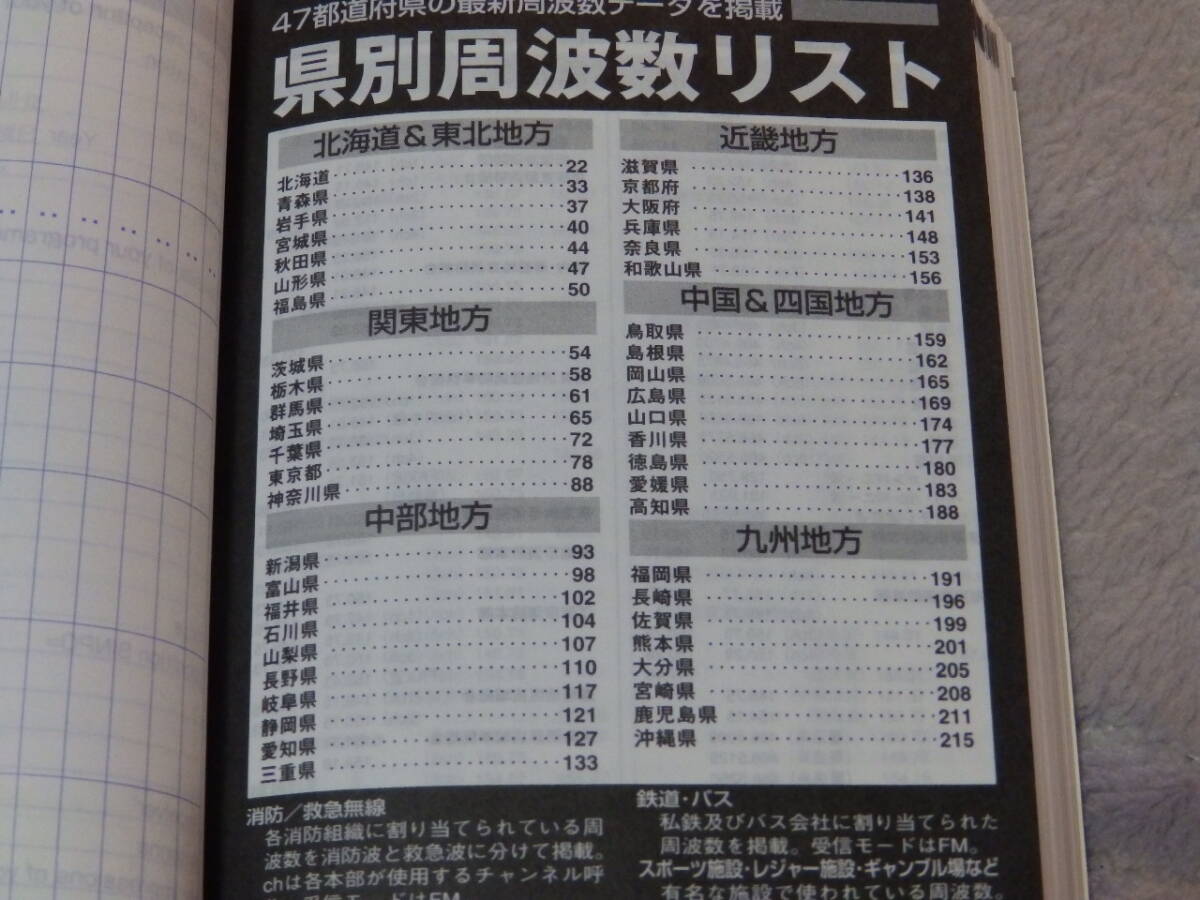 47都道府県の最新周波数データを掲載
県別周波数リスト
北海道&東北地方
北海道 22
青森県 33
岩手県 37
宮城県 40
秋田県 44
山形県 47
福島県 50
関東地方
茨城県 54
栃木県 58
群馬県 61
埼玉県 65
千葉県 72
東京都 78
神奈川県 88
中部地方
新潟県 93
富山県 98
福井県 102
石川県 104
山梨県 107
長野県 110
岐阜県 117
静岡県 121
愛知県 127
三重県 133
近畿地方
滋賀県 136
京都府 138
大阪府 141
兵庫県 148
奈良県 153
和歌山県 156
中国&四国地方
鳥取県 159
島根県 162
岡山県 165
広島県 169
山口県 174
香川県 177
徳島県 180
愛媛県 183
高知県 188
九州地方
福岡県 191
長崎県 196
佐賀県 199
熊本県 201
大分県 205
宮崎県 208
鹿児島県 211
沖縄県 215
消防/救急無線
各消防組織に割り当てられている周
波数を消防波と救急波に分けて掲載。
chは各本部が使用するチャンネル呼
受信モードはFM
鉄道・バス
私鉄及びバス会社に割り当てられた
周波数を掲載。受信モードはFM。
スポーツ施設・レジャー施設・ギャンブル場など
有名な施設で使われている周波数。